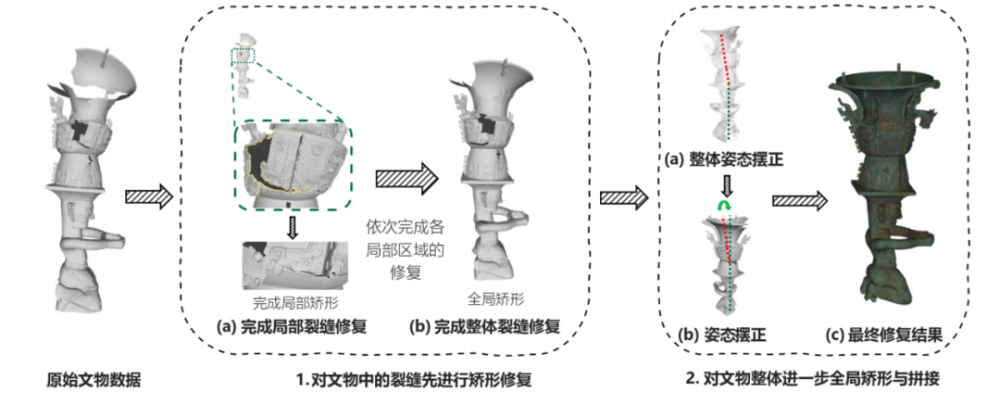 完成局部矫形
(a) 完成局部裂缝修复
依次完成各
局部区域的
修复
全局矫形
(b) 完成整体裂缝修复
(a) 整体姿态摆正
(b) 姿态摆正
(c) 最终修复结果
原始文物数据
1.对文物中的裂缝先进行矫形修复
2. 对文物整体进一步全局矫形与拼接